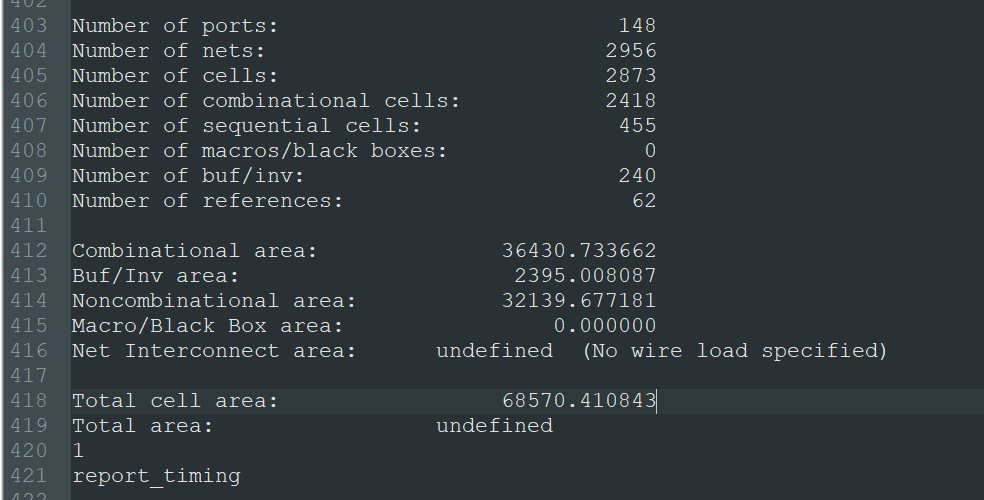 402
403 Number of ports: 148
404 Number of nets: 2956
405 Number of cells: 2873
406 Number of combinational cells: 2418
407 Number of sequential cells: 455
408 Number of macros/black boxes: 0
409 Number of buf/inv: 240
410 Number of references: 62
411
412 Combinational area: 36430.733662
413 Buf/Inv area: 2395.008087
414 Noncombinational area: 32139.677181
415 Macro/Black Box area: 0.000000
416 Net Interconnect area: undefined (No wire load specified)
417
418 Total cell area: 68570.410843
419 Total area: undefined
420 1
421 report_timing
422